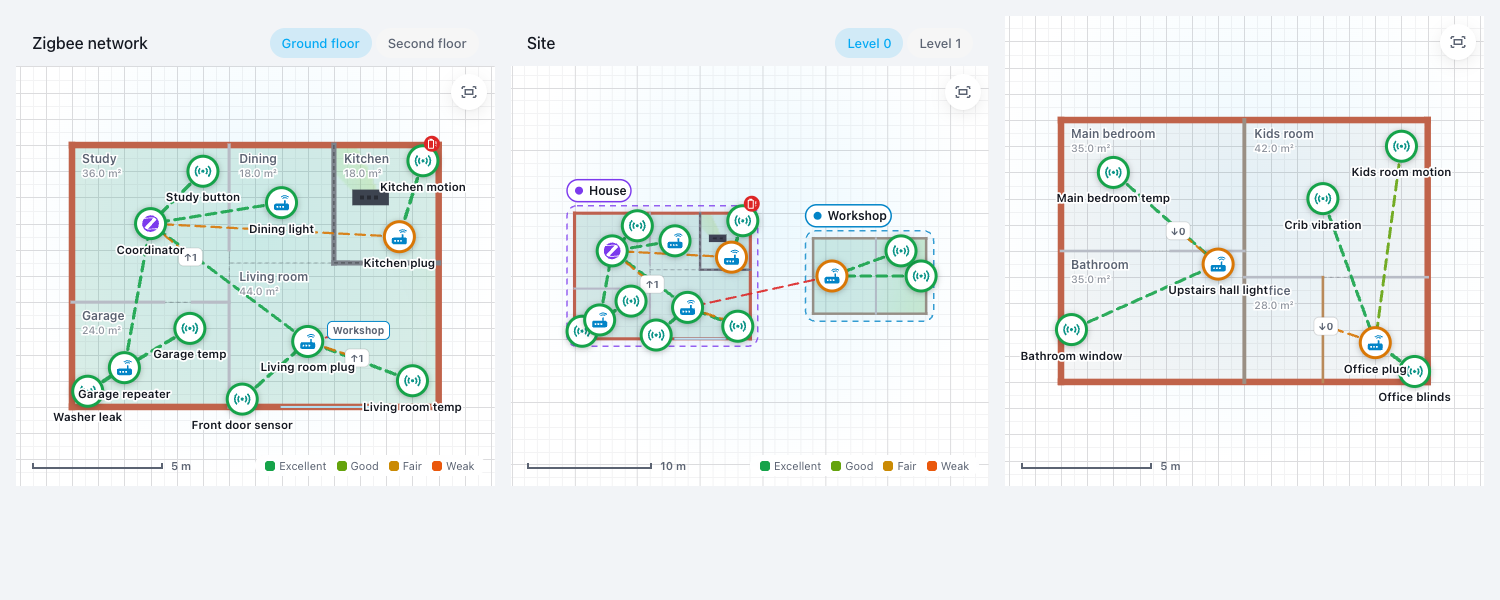 Zigbee network
Ground floor
Second floor
Study
36.0 m²
Dining
18.0 m²
Kitchen
18.0 m²
Kitchen motion
Study button
Dining light
Coordinator
↑1
Kitchen plug
Living room
44.0 m²
Garage
24.0 m²
Workshop
Garage temp
↑1
Living room plug
Garage repeater
Living room temp
Washer leak
Front door sensor
5 m
Excellent
Good
Fair
Weak
Site
Level 0
Level 1
House
Workshop
↑1
10 m
Excellent
Good
Fair
Weak
Main bedroom
35.0 m²
Kids room
42.0 m²
Kids room motion
Main bedroom temp
Crib vibration
↓0
Bathroom
35.0 m²
Upstairs hall light
28.0 m²
↓0
Bathroom window
Office plug
Office blinds
5 m